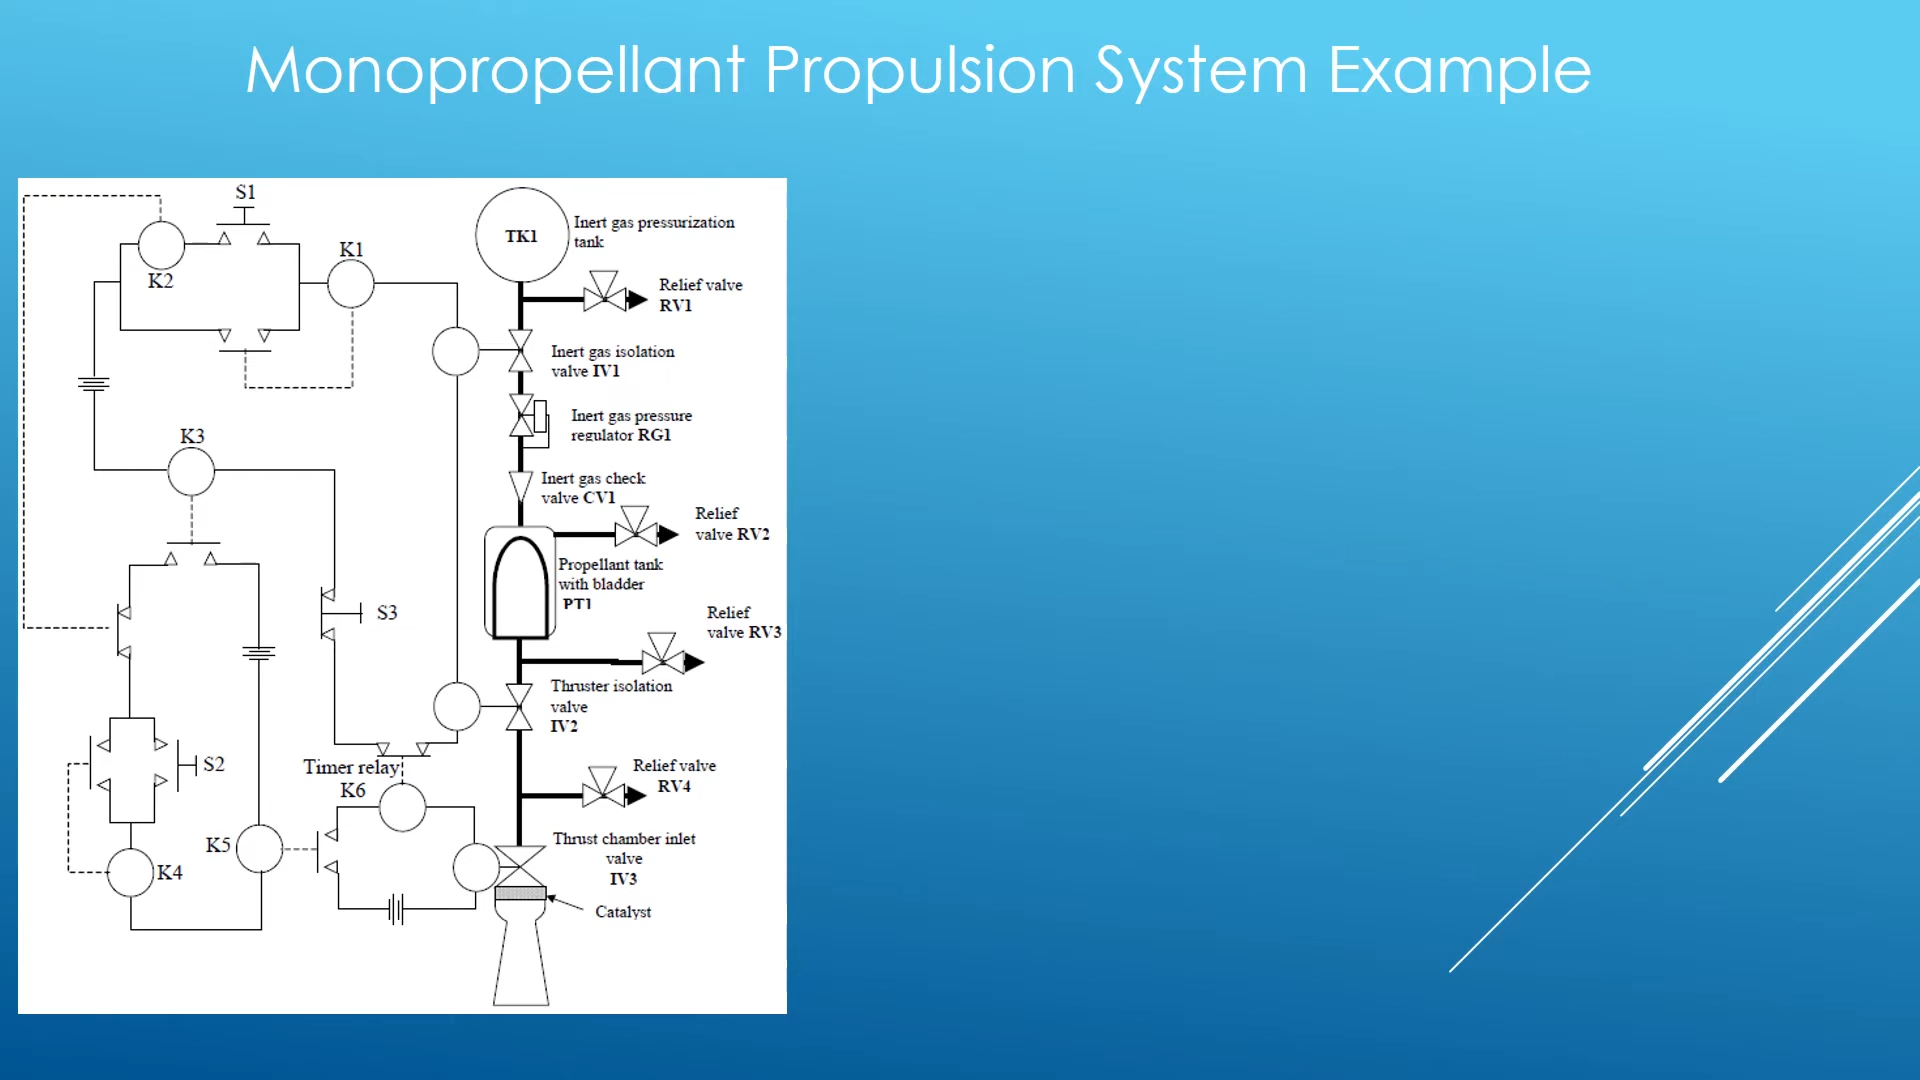 Monopropellant Propulsion System Example
S1
K1
K2
TK1
Inert gas pressurization
tank
Relief valve
RV1
Inert gas isolation
valve IV1
Inert gas pressure
regulator RG1
K3
Inert gas check
valve CV1
Relief
valve RV2
Propellant tank
with bladder
PT1
S3
Relief
valve RV3
Thruster isolation
valve
IV2
S2
Timer relay
K6
Relief valve
RV4
K5
K4
Thrust chamber inlet
valve
IV3
Catalyst